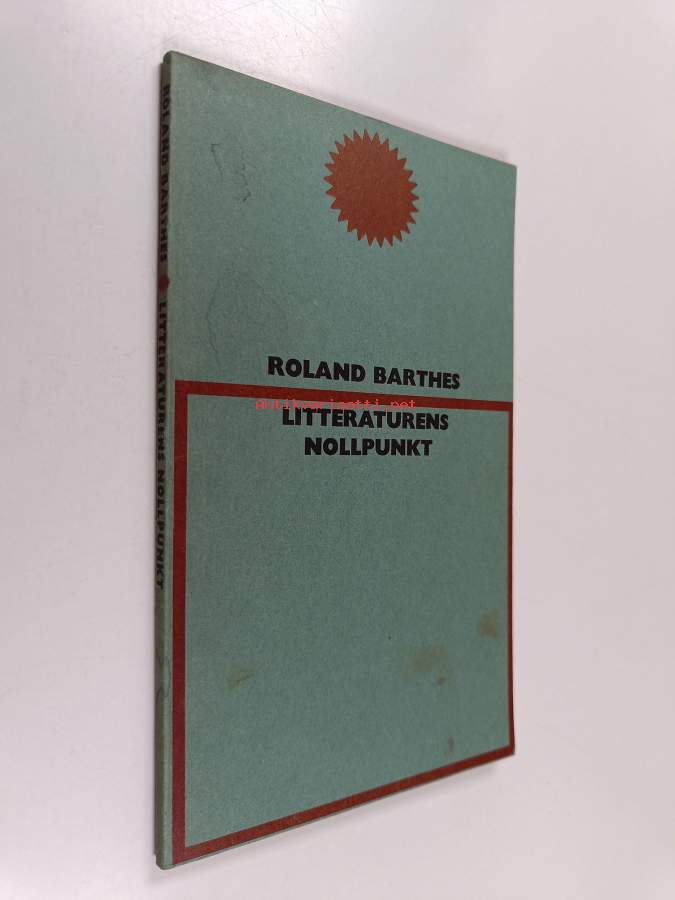 ROLAND BARTHES
antikvariaatti.net
LITTERATURENS
NOLLPUNKT
ROLAND BARTHES LITTERATURENS NOLLPUNKT